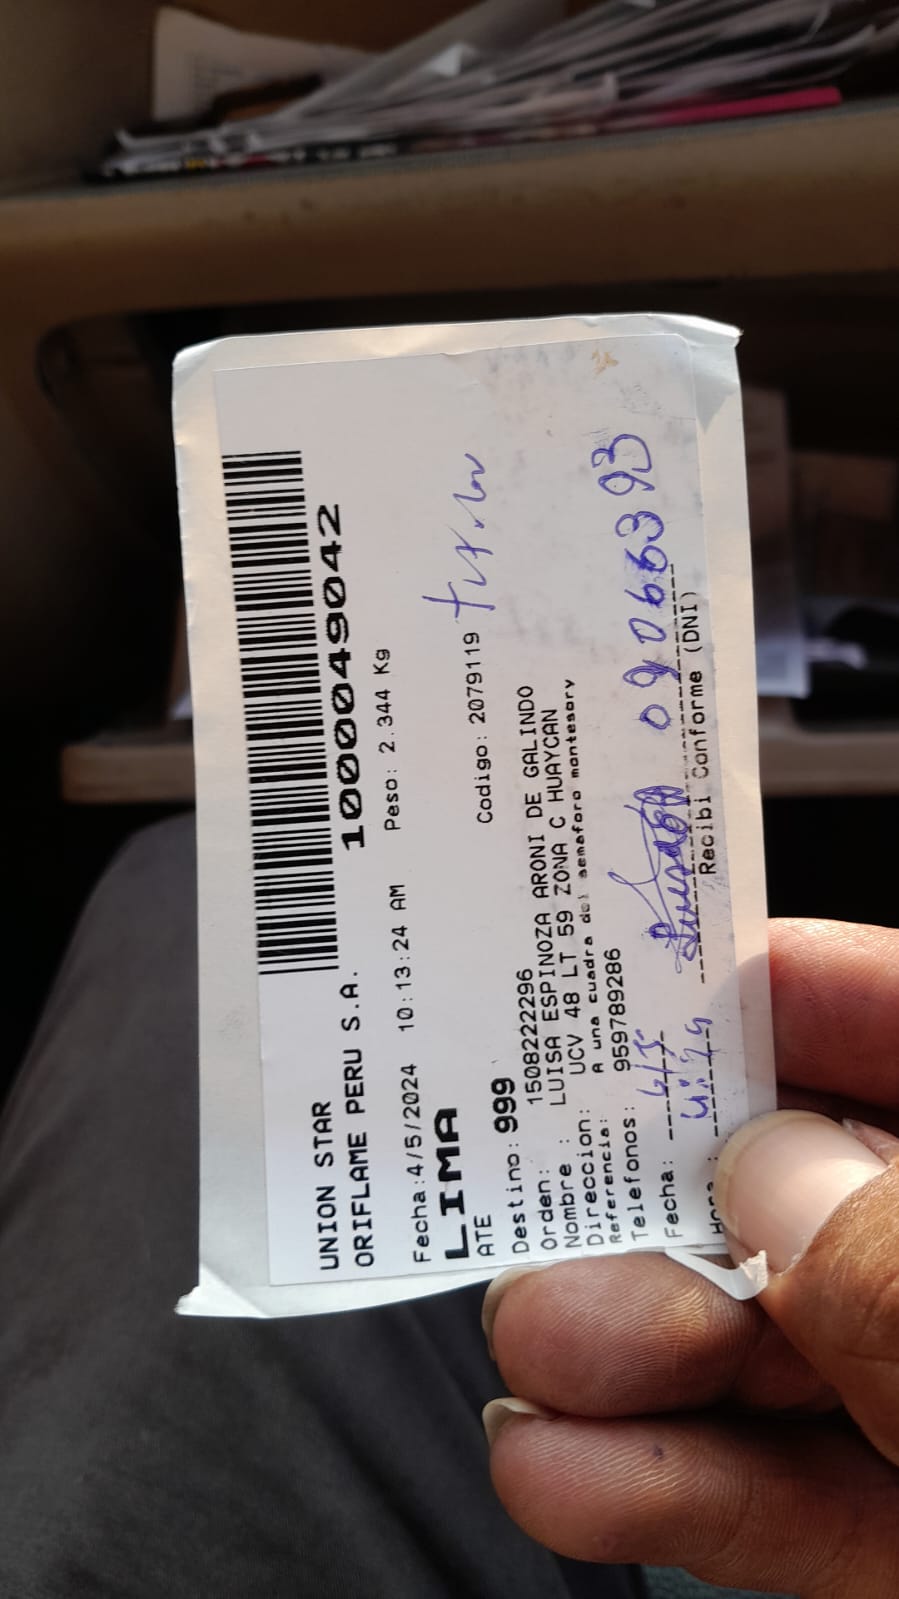 UNION STAR
ORIFLAME PERU S.A. 1000049042
Fecha:4/5/2024 10:13:24 AM Peso: 2.344 Kg
LIMA
ATE Codigo: 2079119
Destino: 999
Orden: 1508222296
Nombre : LUISA ESPINOZA ARONI DE GALINDO
Direccion: UCV 48 LT 59 ZONA C HUAYCAN
Referencia: A una cuadra del semaforo montesory
Telefonos: 959789286
Fecha: 6/5 09066393
Hora :
Recibi Conforme (DNI)